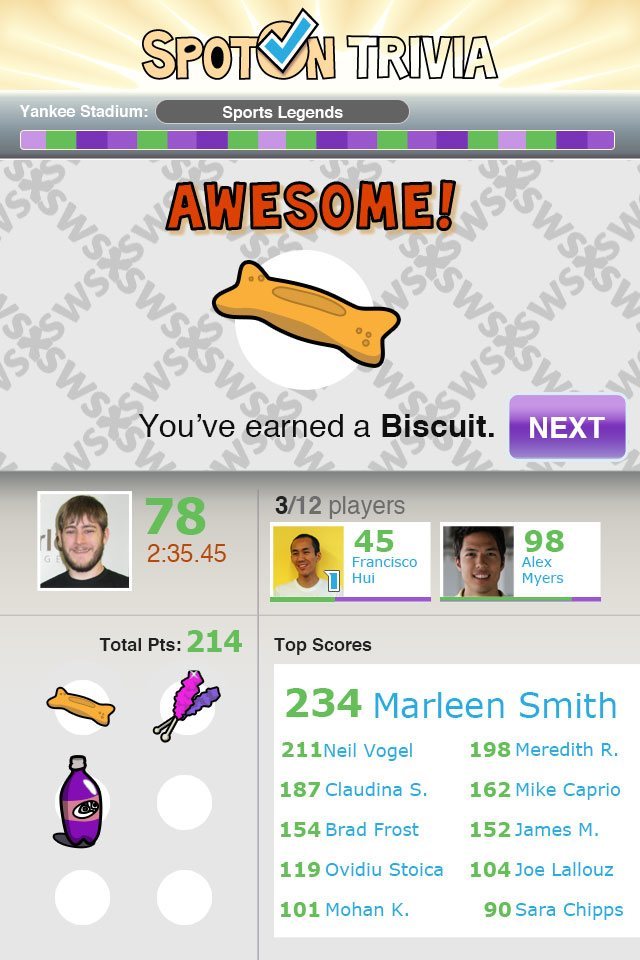 SPOTON TRIVIA
Yankee Stadium: Sports Legends
AWESOME!
You've earned a Biscuit.
NEXT
78
2:35.45
3/12 players
45
Francisco
Hui
98
Alex
Myers
Total Pts: 214
Top Scores
234 Marleen Smith
211 Neil Vogel
198 Meredith R.
187 Claudina S.
162 Mike Caprio
154 Brad Frost
152 James M.
119 Ovidiu Stoica
104 Joe Lallouz
101 Mohan K.
90 Sara Chipps